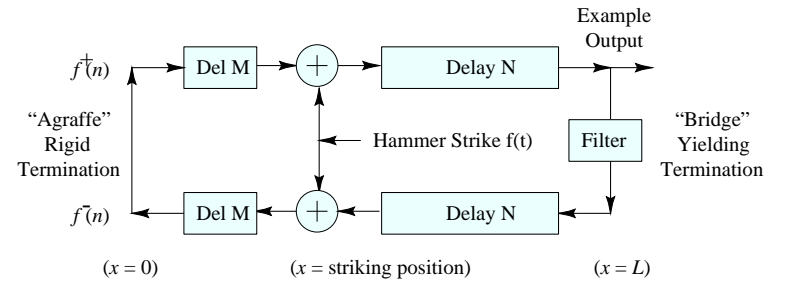 Example
Output
f+(n)
Del M
+
Delay N
"Agraffe"
Rigid
Termination
Hammer Strike f(t)
Filter
"Bridge"
Yielding
Termination
f-(n)
Del M
+
Delay N
(x = 0)
(x = striking position)
(x = L)